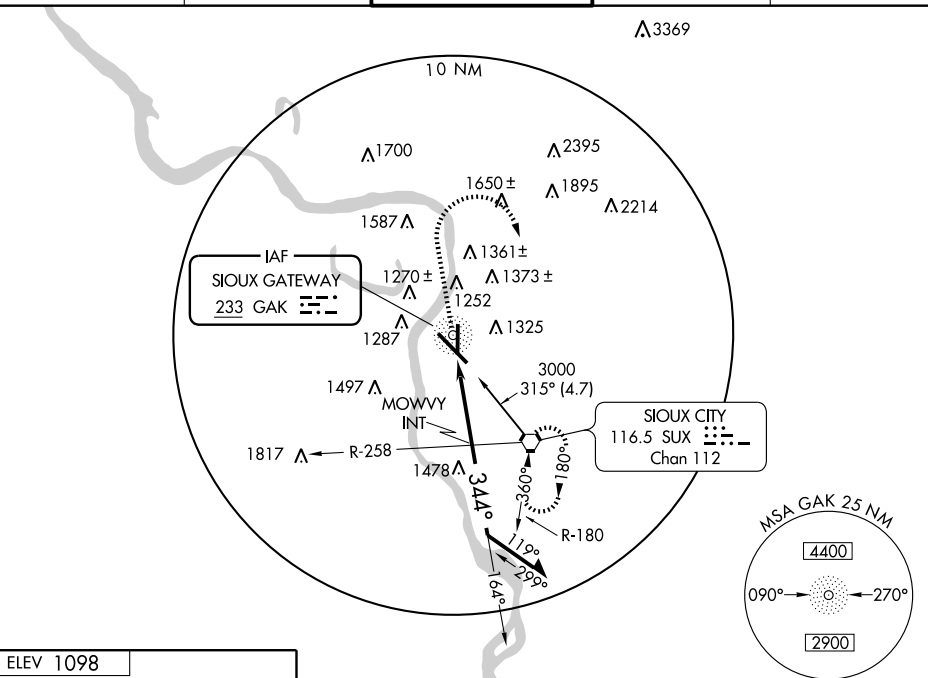 3369
10 NM
1700
2395
1650 ±
1895
2214
1587
IAF
SIOUX GATEWAY
233 GAK
1361±
1270 ±
1373 ±
1252
1287
1325
3000
315° (4.7)
1497
MOWVY
INT
SIOUX CITY
116.5 SUX
Chan 112
1817
R-258
1478
344°
360°
180°
R-180
119°
299°
164°
MSA GAK 25 NM
4400
090°
270°
2900
ELEV 1098